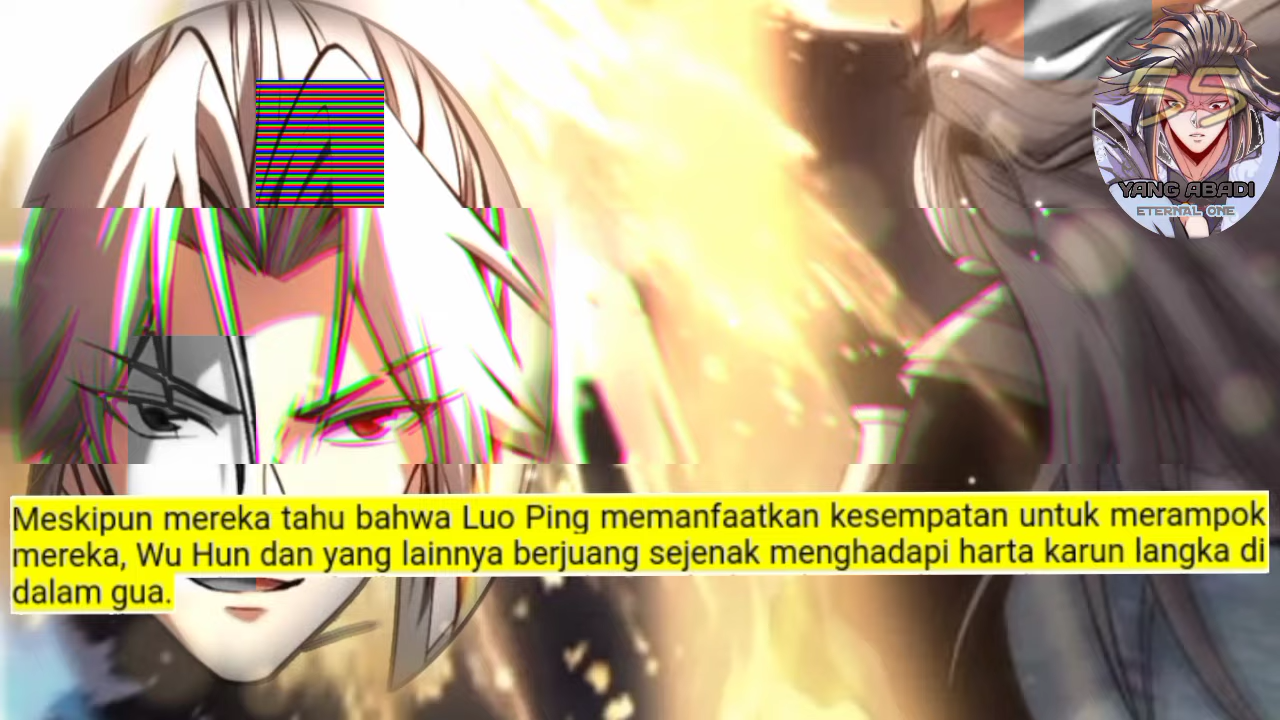 SS
YANG ABADI
ETERNAL ONE
Meskipun mereka tahu bahwa Luo Ping memanfaatkan kesempatan untuk merampok
mereka, Wu Hun dan yang lainnya berjuang sejenak menghadapi harta karun langka di
dalam gua.